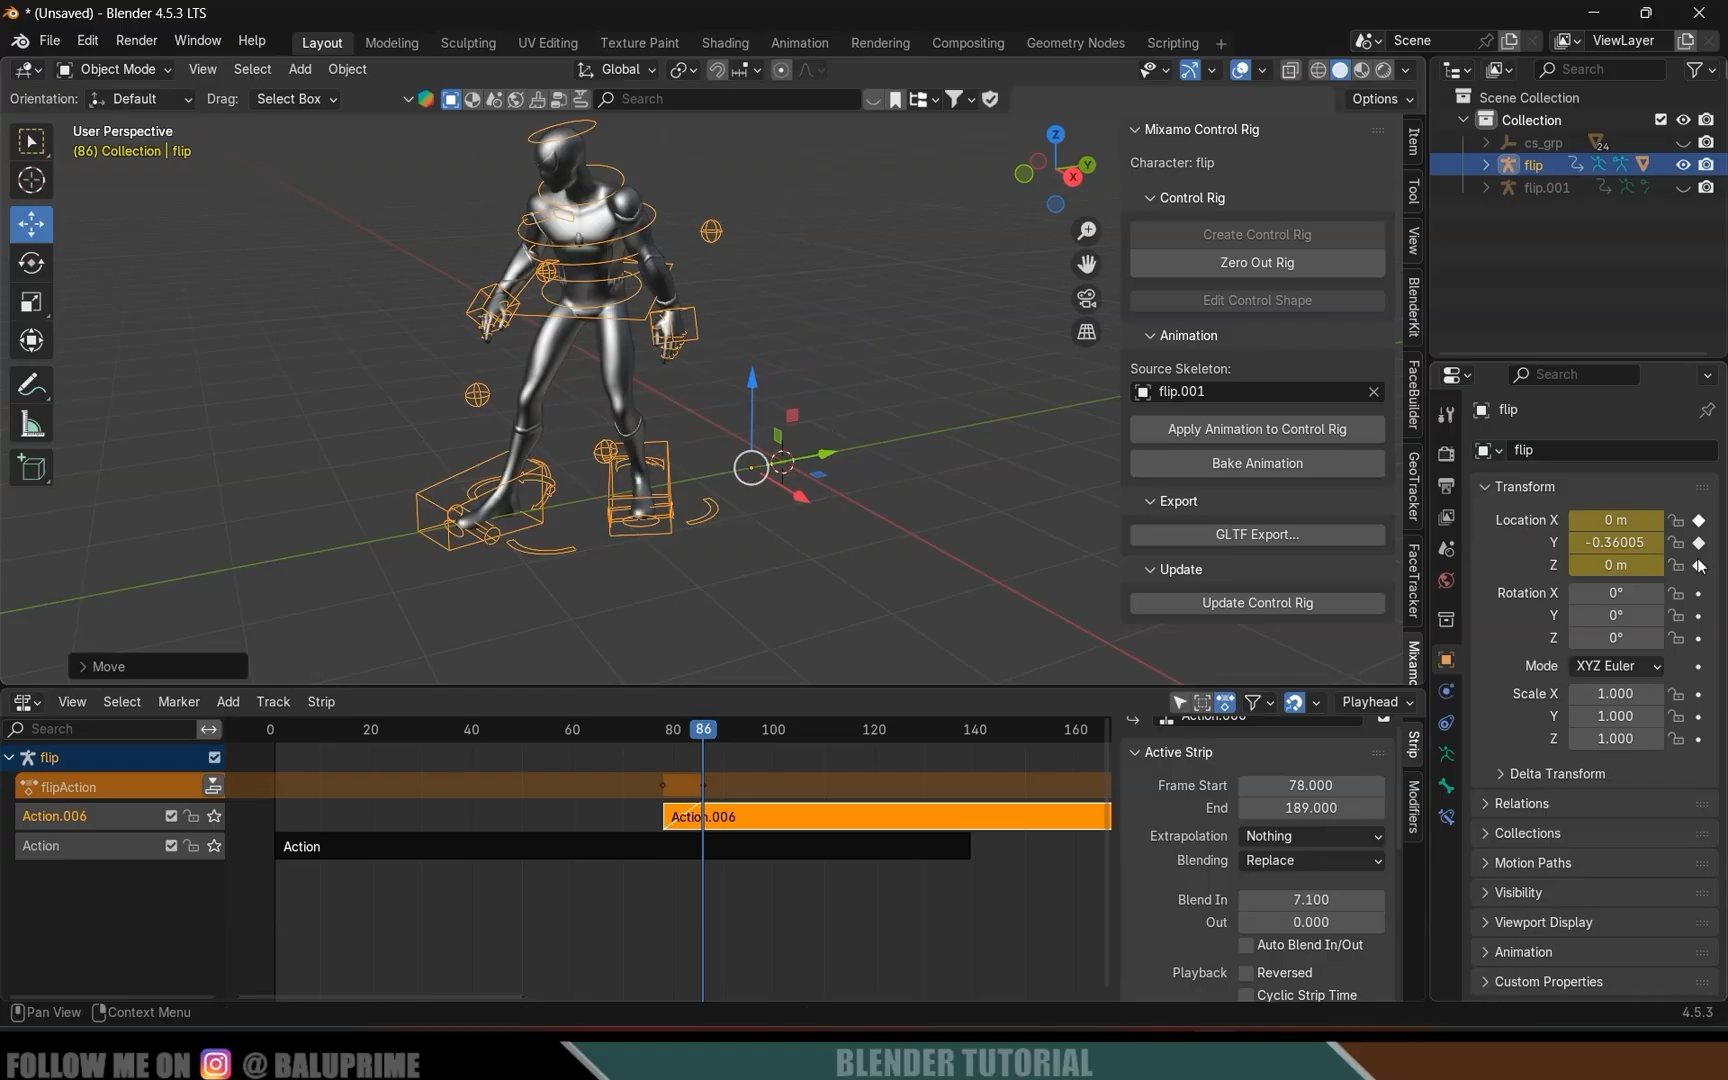 * (Unsaved) - Blender 4.5.3 LTS
File Edit Render Window Help Layout Modeling Sculpting UV Editing Texture Paint Shading Animation Rendering Compositing Geometry Nodes Scripting + Scene ViewLayer
Object Mode View Select Add Object Global Search
Orientation: Default Drag: Select Box Search Options
User Perspective
(86) Collection | flip
Z
Y
X
Mixamo Control Rig
Character: flip
Control Rig
Create Control Rig
Zero Out Rig
Edit Control Shape
Animation
Source Skeleton:
flip.001
Apply Animation to Control Rig
Bake Animation
Export
GLTF Export...
Update
Update Control Rig
Move
Item
Tool
View
BlenderKit
FaceBuilder
GeoTracker
FaceTracker
Scene Collection
Collection
cs_grp 24
flip
flip.001
Search
flip
flip
Transform
Location X 0 m
Y -0.36005
Z 0 m
Rotation X 0°
Y 0°
Z 0°
Mode XYZ Euler
Scale X 1.000
Y 1.000
Z 1.000
Delta Transform
Relations
Collections
Motion Paths
Visibility
Viewport Display
Animation
Custom Properties
View Select Marker Add Track Strip Playhead
Search 0 20 40 60 80 86 100 120 140 160
flip
flipAction
Action.006 Action.006
Action Action
Active Strip
Frame Start 78.000
End 189.000
Extrapolation Nothing
Blending Replace
Blend In 7.100
Out 0.000
Auto Blend In/Out
Playback Reversed
Cyclic Strip Time
Strip
Modifiers
Pan View Context Menu 4.5.3
FOLLOW ME ON @ BALUPRIME BLENDER TUTORIAL